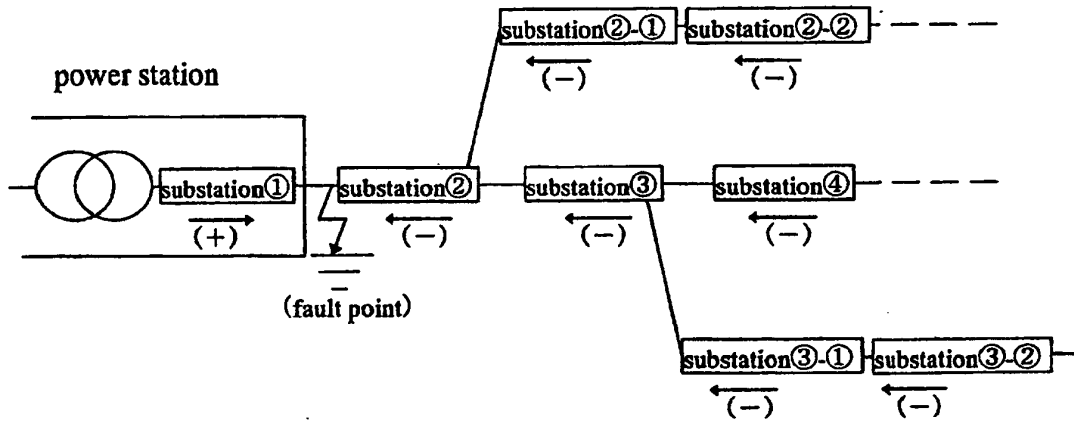 substation②-① substation②-②
(−) (−)
power station
substation① substation② substation③ substation④
(+) (−) (−) (−)
(fault point)
substation③-① substation③-②
(−) (−)